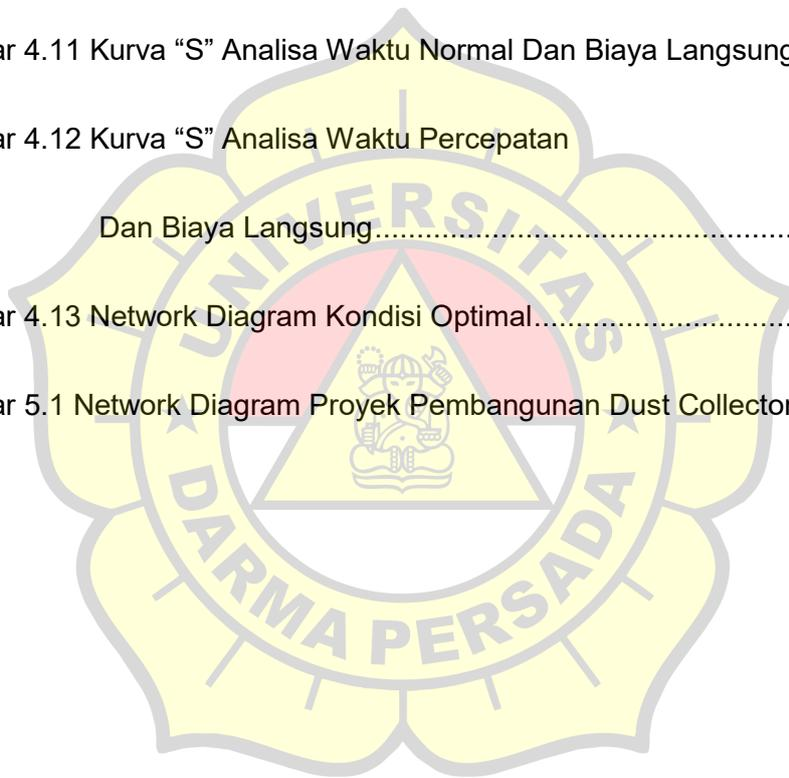 ar 4.11 Kurva “S” Analisa Waktu Normal Dan Biaya Langsung
ar 4.12 Kurva “S” Analisa Waktu Percepatan
Dan Biaya Langsung................................................
ar 4.13 Network Diagram Kondisi Optimal.............................
ar 5.1 Network Diagram Proyek Pembangunan Dust Collector
UNIVERSITAS
DARMA PERSADA